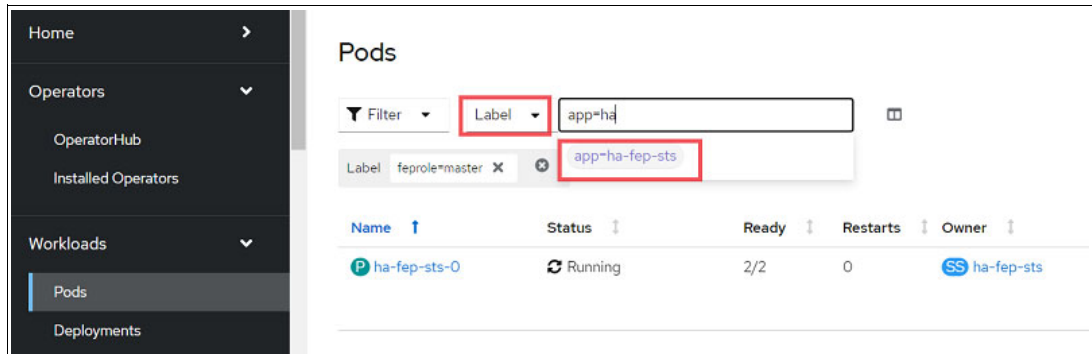 Home
Operators
OperatorHub
Installed Operators
Workloads
Pods
Deployments
Pods
Filter
Label
app=ha
app=ha-fep-sts
Label feprole=master
Name Status Ready Restarts Owner
P ha-fep-sts-0 Running 2/2 0 SS ha-fep-sts